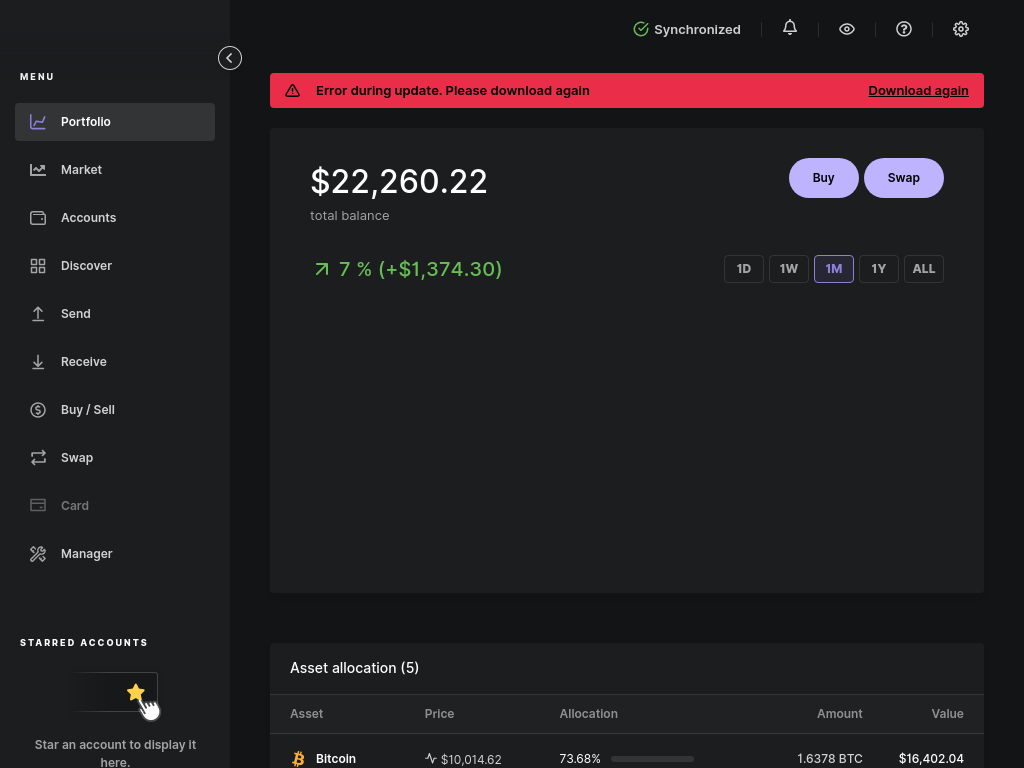 Synchronized
MENU
Error during update. Please download again
Download again
Portfolio
Market
Accounts
Discover
Send
Receive
Buy / Sell
Swap
Card
Manager
$22,260.22
total balance
Buy
Swap
7 % (+$1,374.30)
1D 1W 1M 1Y ALL
STARRED ACCOUNTS
Star an account to display it
here.
Asset allocation (5)
Asset Price Allocation Amount Value
Bitcoin $10,014.62 73.68% 1.6378 BTC $16,402.04